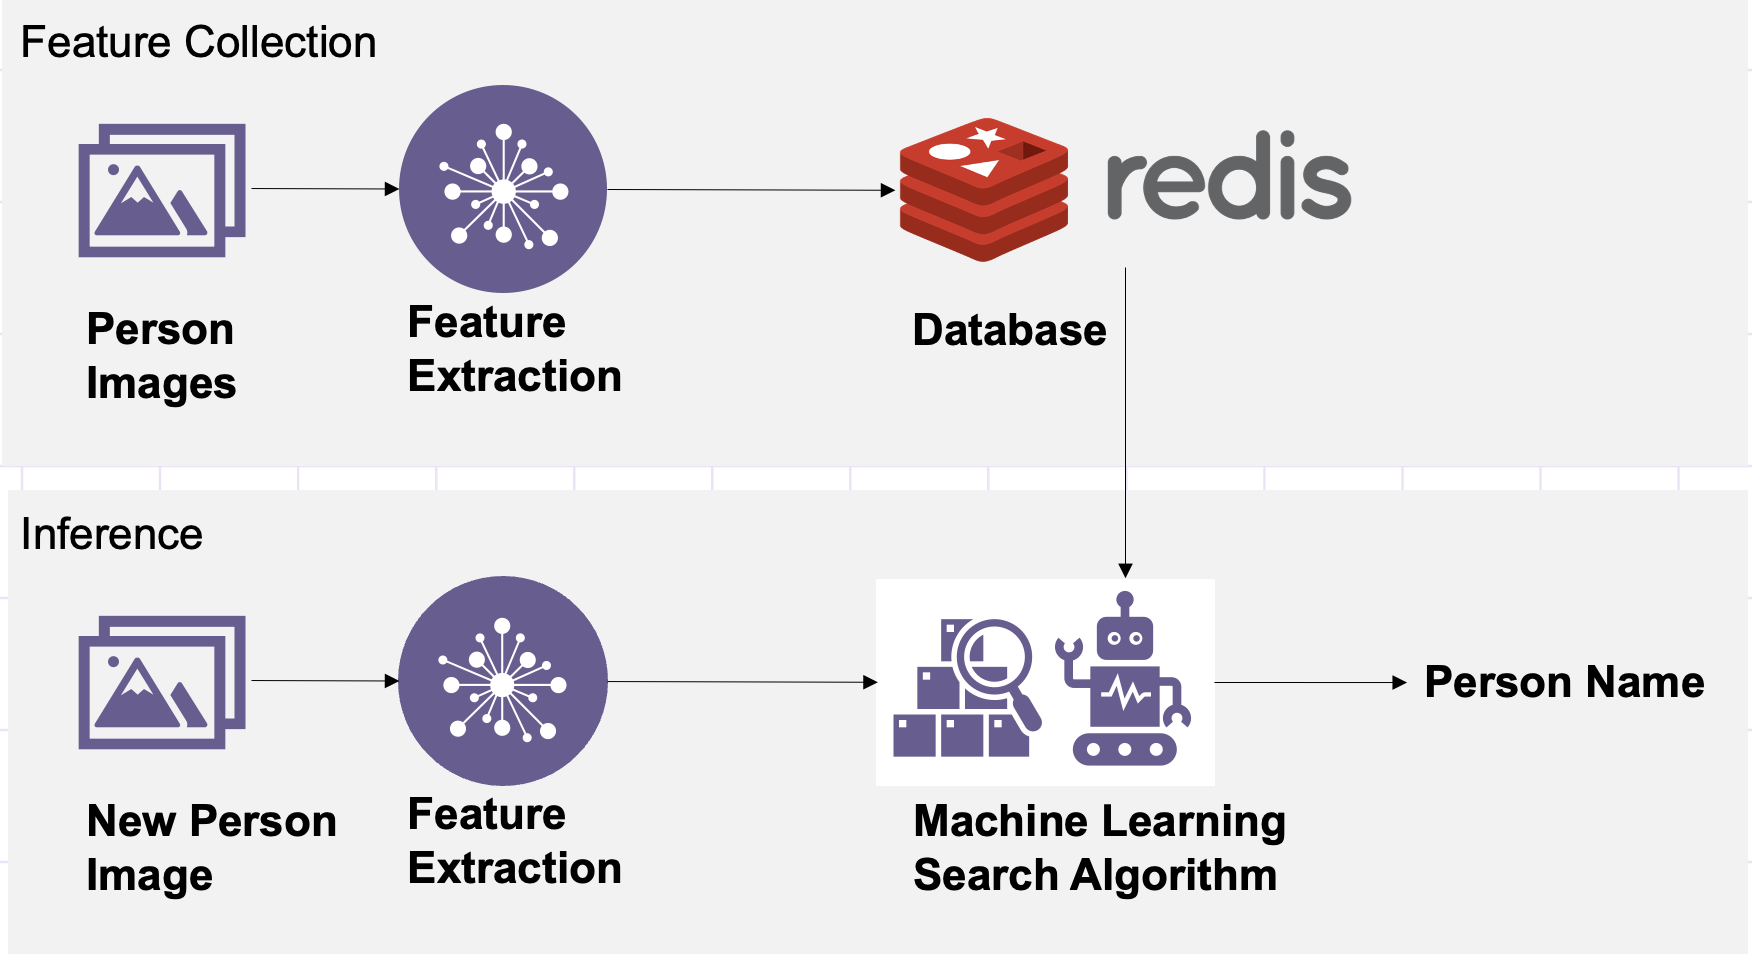 Feature Collection
redis
Person
Images
Feature
Extraction
Database
Inference
New Person
Image
Feature
Extraction
Machine Learning
Search Algorithm
Person Name